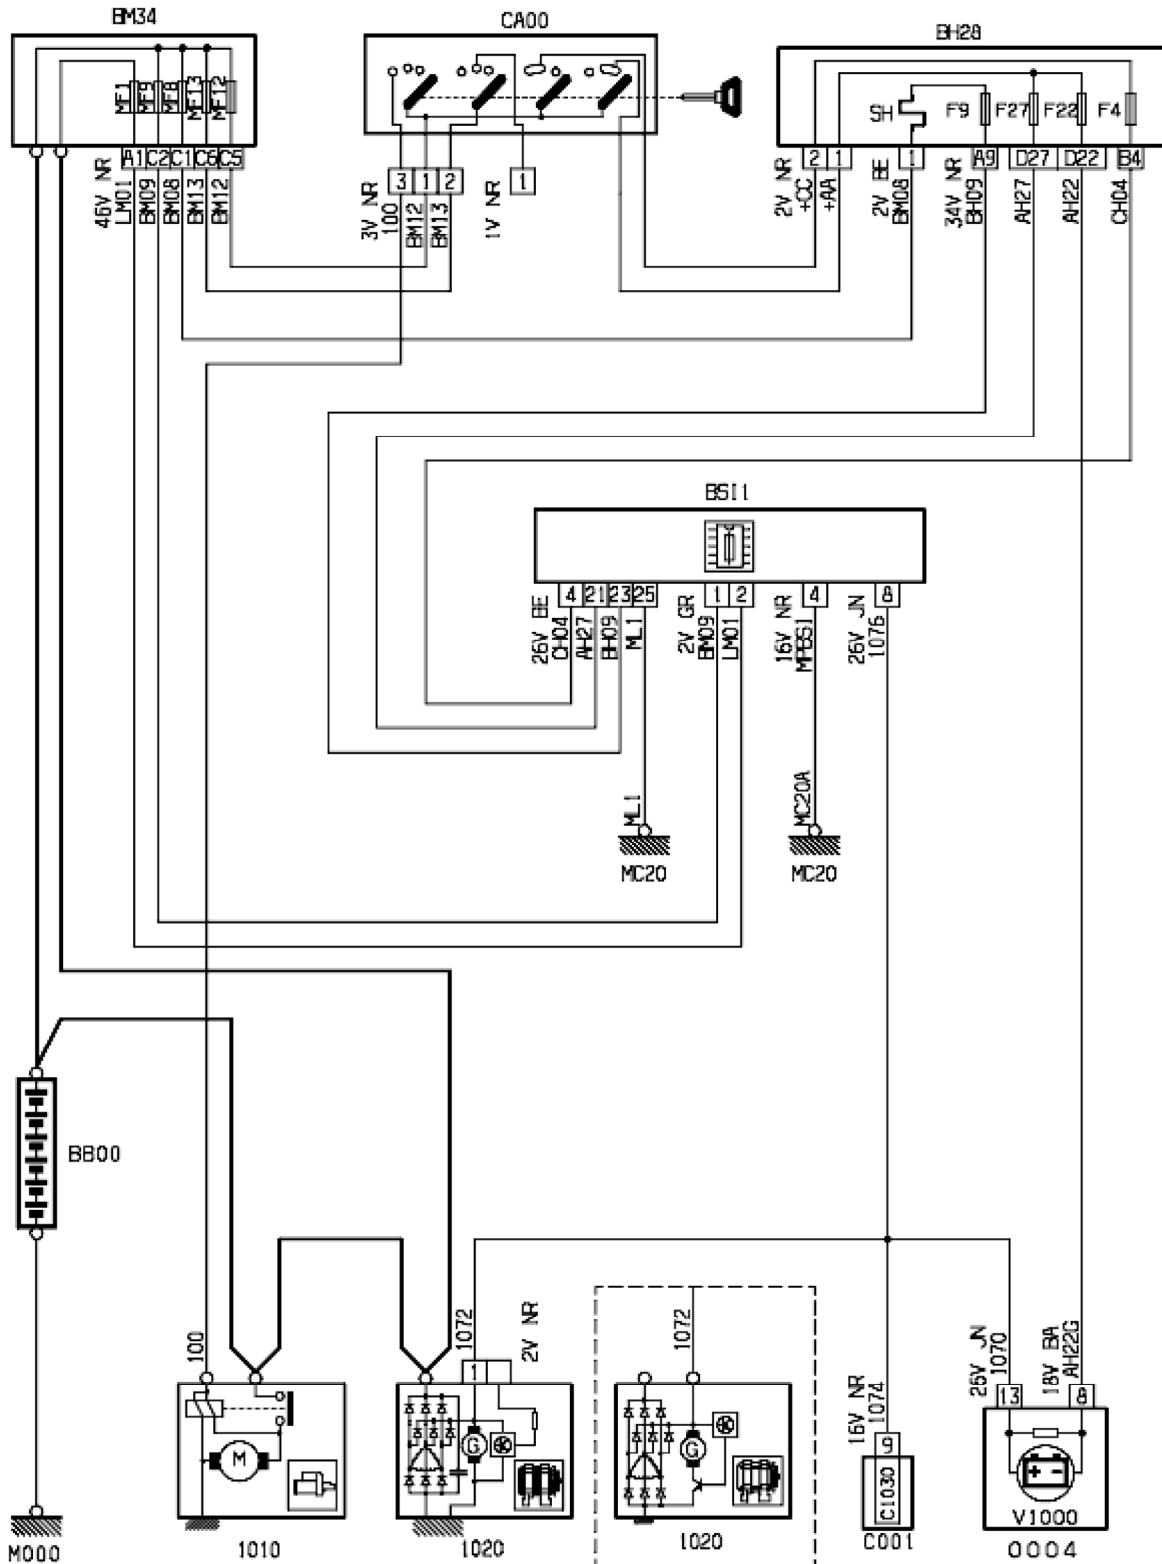 BM34
CA00
BH28
MF1
MF9
MF8
MF13
MF12
SH
F9
F27
F22
F4
A1 C2 C1 C6 C5
3 1 2
1
2 1
1
A9
D27
D22
B4
46V NR
LM01
BM09
BM08
BM13
BM12
3V NR
100
BM12
BM13
1V NR
2V NR
+CC
+AA
2V BE
BM08
34V NR
BH09
AH27
AH22
CH04
BSI1
4 21 23 25
1 2
4
8
26V BE
CH04
AH27
BH09
ML1
2V GR
BM09
LM01
16V NR
MPBSI
26V JN
1076
ML1
MC20A
MC20
MC20
BB00
100
1072
2V NR
1072
16V NR
1074
26V JN
1070
18V BA
AH22G
1
13
8
9
M
G
G
C1030
+ -
V1000
M000
1010
1020
1020
C001
0004